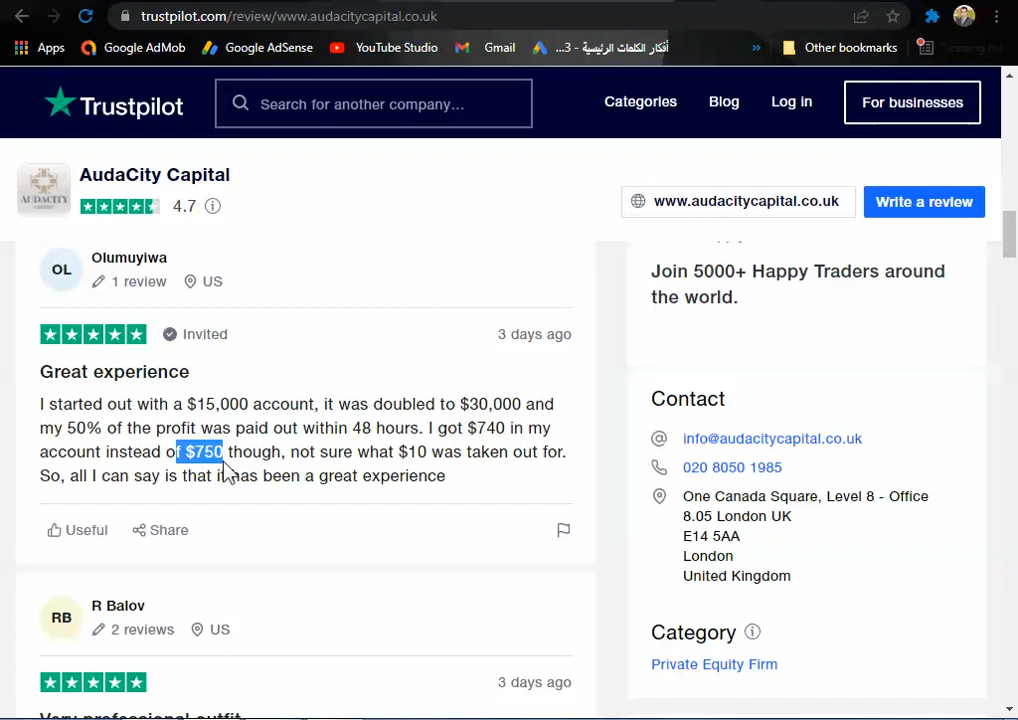 trustpilot.com/review/www.audacitycapital.co.uk
Apps Google AdMob Google AdSense YouTube Studio Gmail أفكار الكلمات الرئيسية - 3... » Other bookmarks
Trustpilot Search for another company... Categories Blog Log in For businesses
AUDACITY
AudaCity Capital
4.7
www.audacitycapital.co.uk Write a review
OL
Olumuyiwa
1 review US
Invited 3 days ago
Great experience
I started out with a $15,000 account, it was doubled to $30,000 and
my 50% of the profit was paid out within 48 hours. I got $740 in my
account instead of $750 though, not sure what $10 was taken out for.
So, all I can say is that it has been a great experience
Useful Share
RB
R Balov
2 reviews US
3 days ago
Very professional outfit
Join 5000+ Happy Traders around
the world.
Contact
info@audacitycapital.co.uk
020 8050 1985
One Canada Square, Level 8 - Office
8.05 London UK
E14 5AA
London
United Kingdom
Category
Private Equity Firm